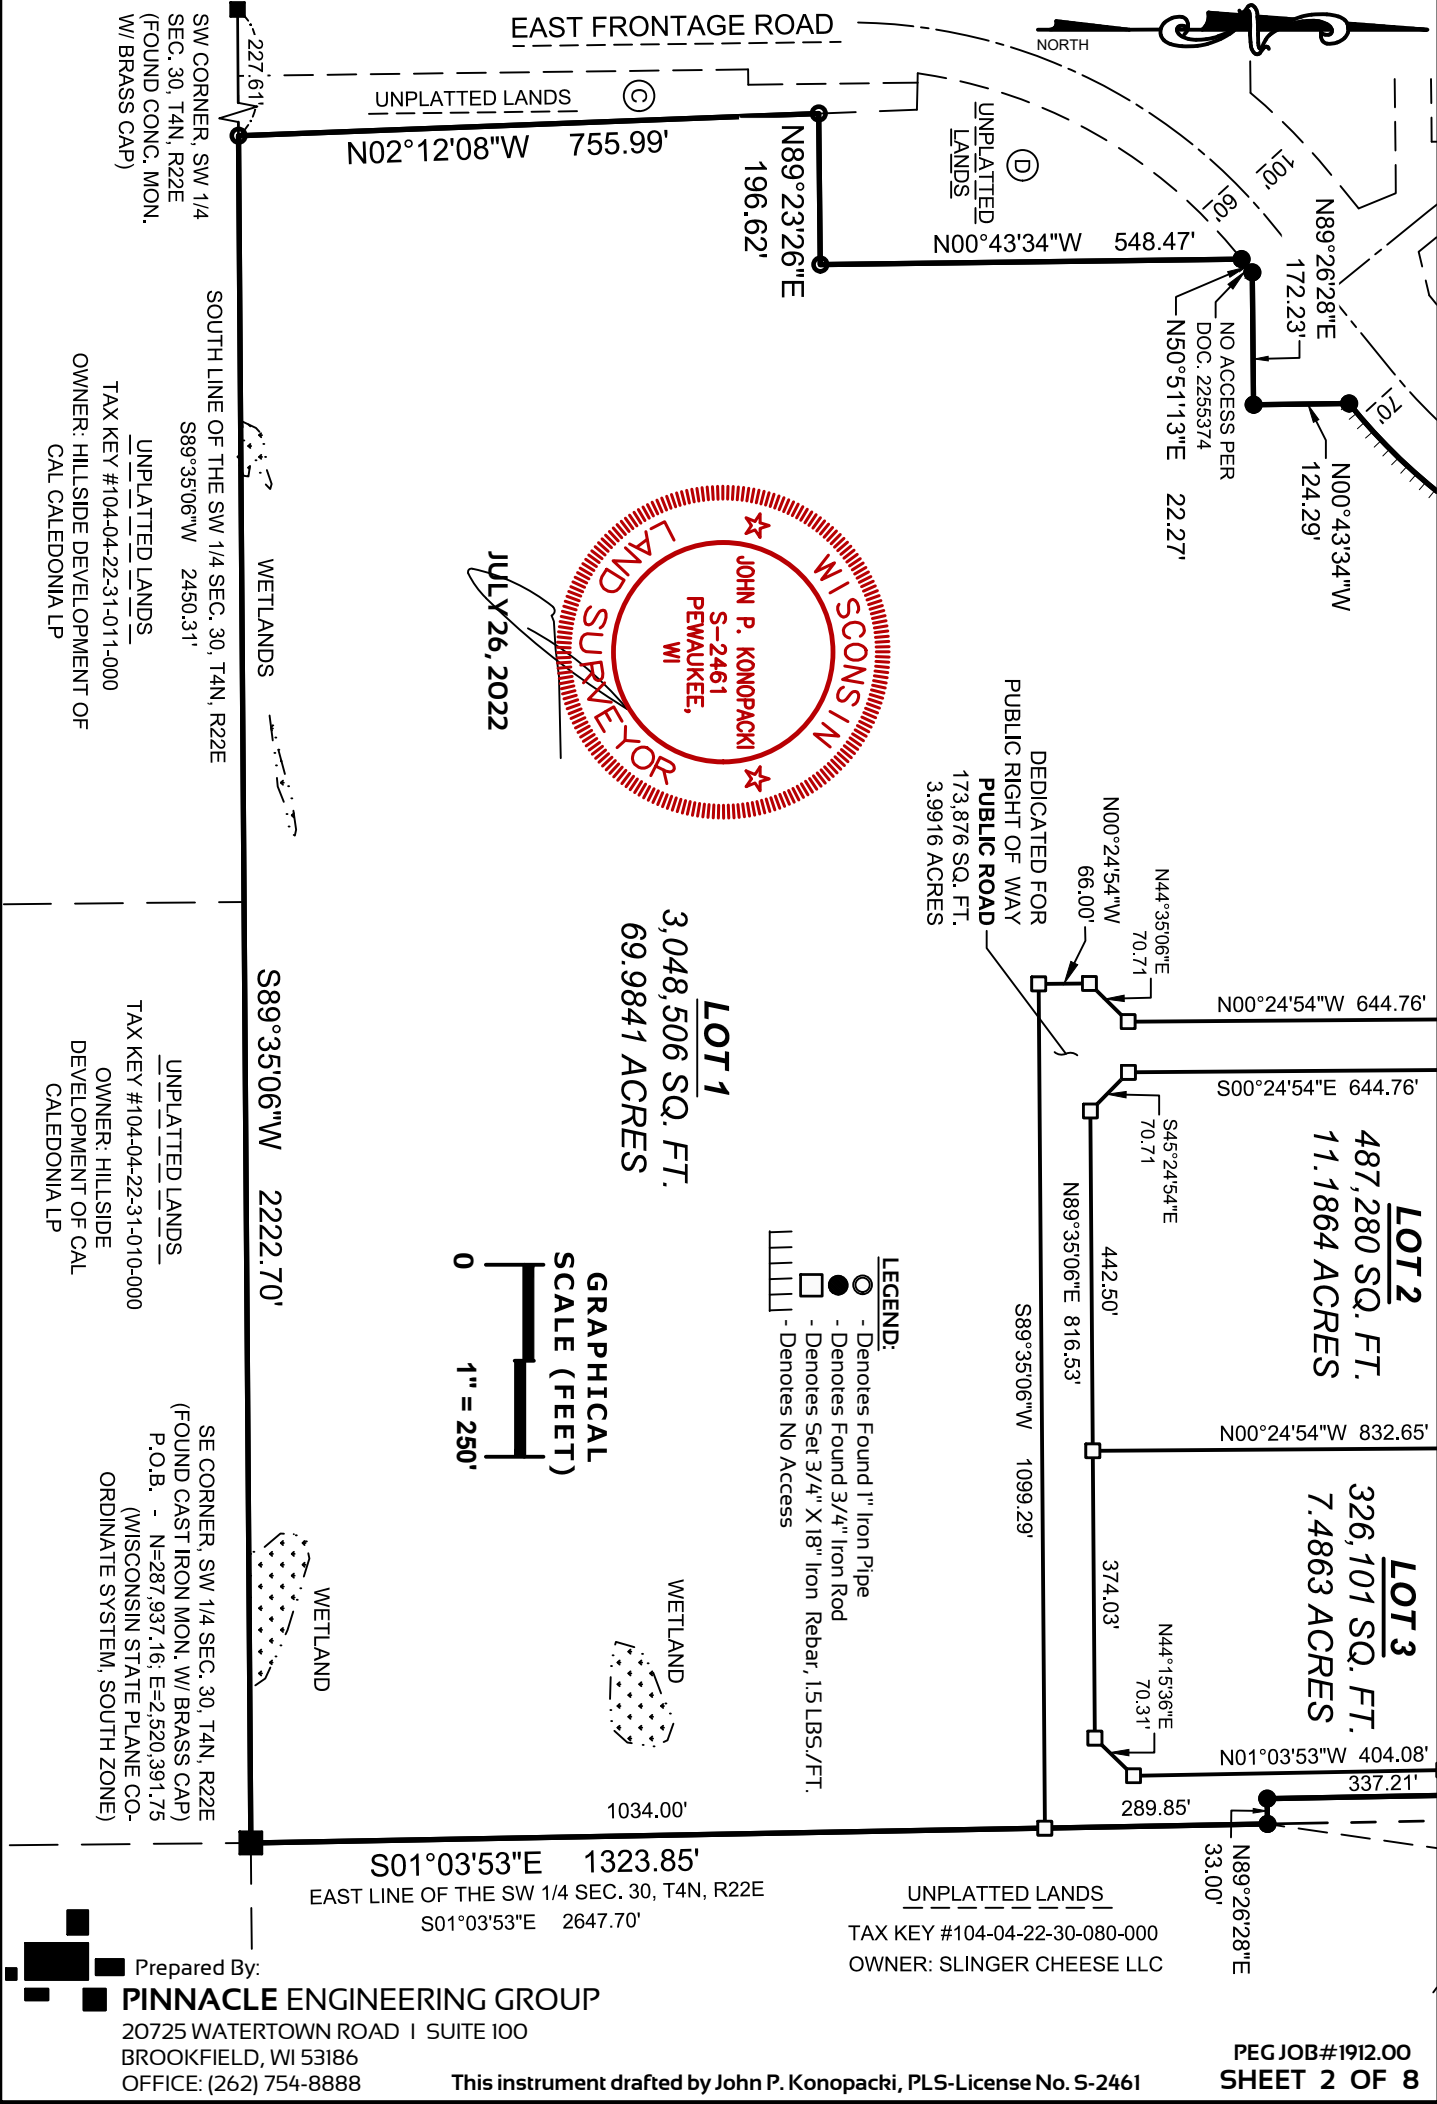 EAST FRONTAGE ROAD
NORTH
227.61'
SW CORNER, SW 1/4
SEC. 30, T4N, R22E
(FOUND CONC. MON.
W/ BRASS CAP)
UNPLATTED LANDS
C
N02°12'08"W 755.99'
N89°23'26"E
196.62'
UNPLATTED
LANDS
D
N00°43'34"W 548.47'
60'
100'
N89°26'28"E
172.23'
70'
NO ACCESS PER
DOC. 2255374
N50°51'13"E 22.27'
N00°43'34"W
124.29'
SOUTH LINE OF THE SW 1/4 SEC. 30, T4N, R22E
S89°35'06"W 2450.31'
UNPLATTED LANDS
TAX KEY #104-04-22-31-011-000
OWNER: HILLSIDE DEVELOPMENT OF
CAL CALEDONIA LP
WETLANDS
WISCONSIN
LAND SURVEYOR
JOHN P. KONOPACKI
S-2461
PEWAUKEE,
WI
JULY 26, 2022
DEDICATED FOR
PUBLIC RIGHT OF WAY
PUBLIC ROAD
173,876 SQ. FT.
3.9916 ACRES
N00°24'54"W
66.00'
N44°35'06"E
70.71
N00°24'54"W 644.76'
S00°24'54"E 644.76'
S45°24'54"E
70.71
LOT 1
3,048,506 SQ. FT.
69.9841 ACRES
LOT 2
487,280 SQ. FT.
11.1864 ACRES
442.50'
N89°35'06"E 816.53'
S89°35'06"W 1099.29'
N00°24'54"W 832.65'
LOT 3
326,101 SQ. FT.
7.4863 ACRES
374.03'
N44°15'36"E
70.31'
N01°03'53"W 404.08'
337.21'
289.85'
N89°26'28"E
33.00'
S89°35'06"W 2222.70'
UNPLATTED LANDS
TAX KEY #104-04-22-31-010-000
OWNER: HILLSIDE
DEVELOPMENT OF CAL
CALEDONIA LP
LEGEND:
- Denotes Found 1" Iron Pipe
- Denotes Found 3/4" Iron Rod
- Denotes Set 3/4" X 18" Iron Rebar, 1.5 LBS./FT.
- Denotes No Access
GRAPHICAL
SCALE (FEET)
0 1" = 250'
WETLAND
WETLAND
SE CORNER, SW 1/4 SEC. 30, T4N, R22E
(FOUND CAST IRON MON. W/ BRASS CAP)
P.O.B. - N=287,937.16; E=2,520,391.75
(WISCONSIN STATE PLANE CO-
ORDINATE SYSTEM, SOUTH ZONE)
1034.00'
S01°03'53"E 1323.85'
EAST LINE OF THE SW 1/4 SEC. 30, T4N, R22E
S01°03'53"E 2647.70'
UNPLATTED LANDS
TAX KEY #104-04-22-30-080-000
OWNER: SLINGER CHEESE LLC
Prepared By:
PINNACLE ENGINEERING GROUP
20725 WATERTOWN ROAD | SUITE 100
BROOKFIELD, WI 53186
OFFICE: (262) 754-8888
This instrument drafted by John P. Konopacki, PLS-License No. S-2461
PEG JOB#1912.00
SHEET 2 OF 8